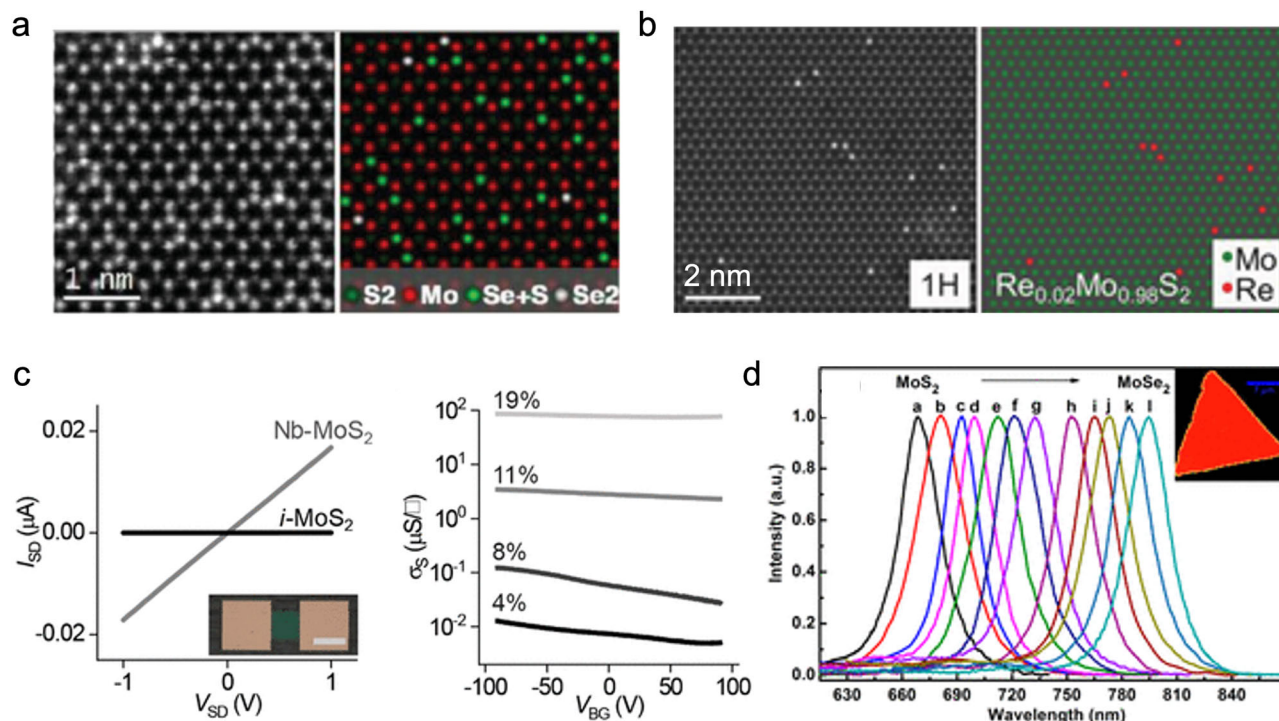 a
1 nm
S2 Mo Se+S Se2
b
2 nm
1H
Re0.02Mo0.98S2
Mo
Re
c
ISD (μA)
0.02
0.00
-0.02
Nb-MoS2
i-MoS2
-1 0 1
VSD (V)
σS (μS/□)
10²
10¹
10⁰
10⁻¹
10⁻²
19%
11%
8%
4%
-100 -50 0 50 100
VBG (V)
d
MoS2 MoSe2
a b c d e f g h i j k l
Intensity (a.u.)
1.0
0.8
0.6
0.4
0.2
0.0
630 660 690 720 750 780 810 840
Wavelength (nm)